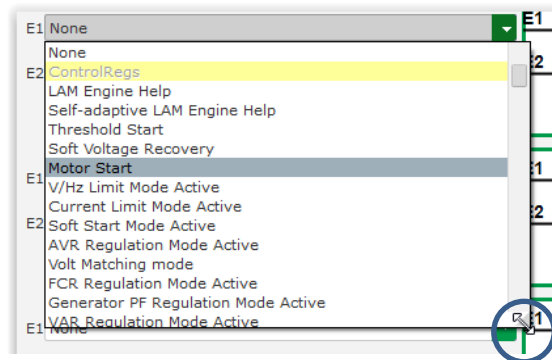 E1 None E1
None
E2 ControlRegs E2
LAM Engine Help
Self-adaptive LAM Engine Help
Threshold Start
Soft Voltage Recovery
Motor Start
E1 V/Hz Limit Mode Active E1
Current Limit Mode Active
E2 Soft Start Mode Active E2
AVR Regulation Mode Active
Volt Matching mode
FCR Regulation Mode Active
Generator PF Regulation Mode Active
VAR Regulation Mode Active
E1 None E1